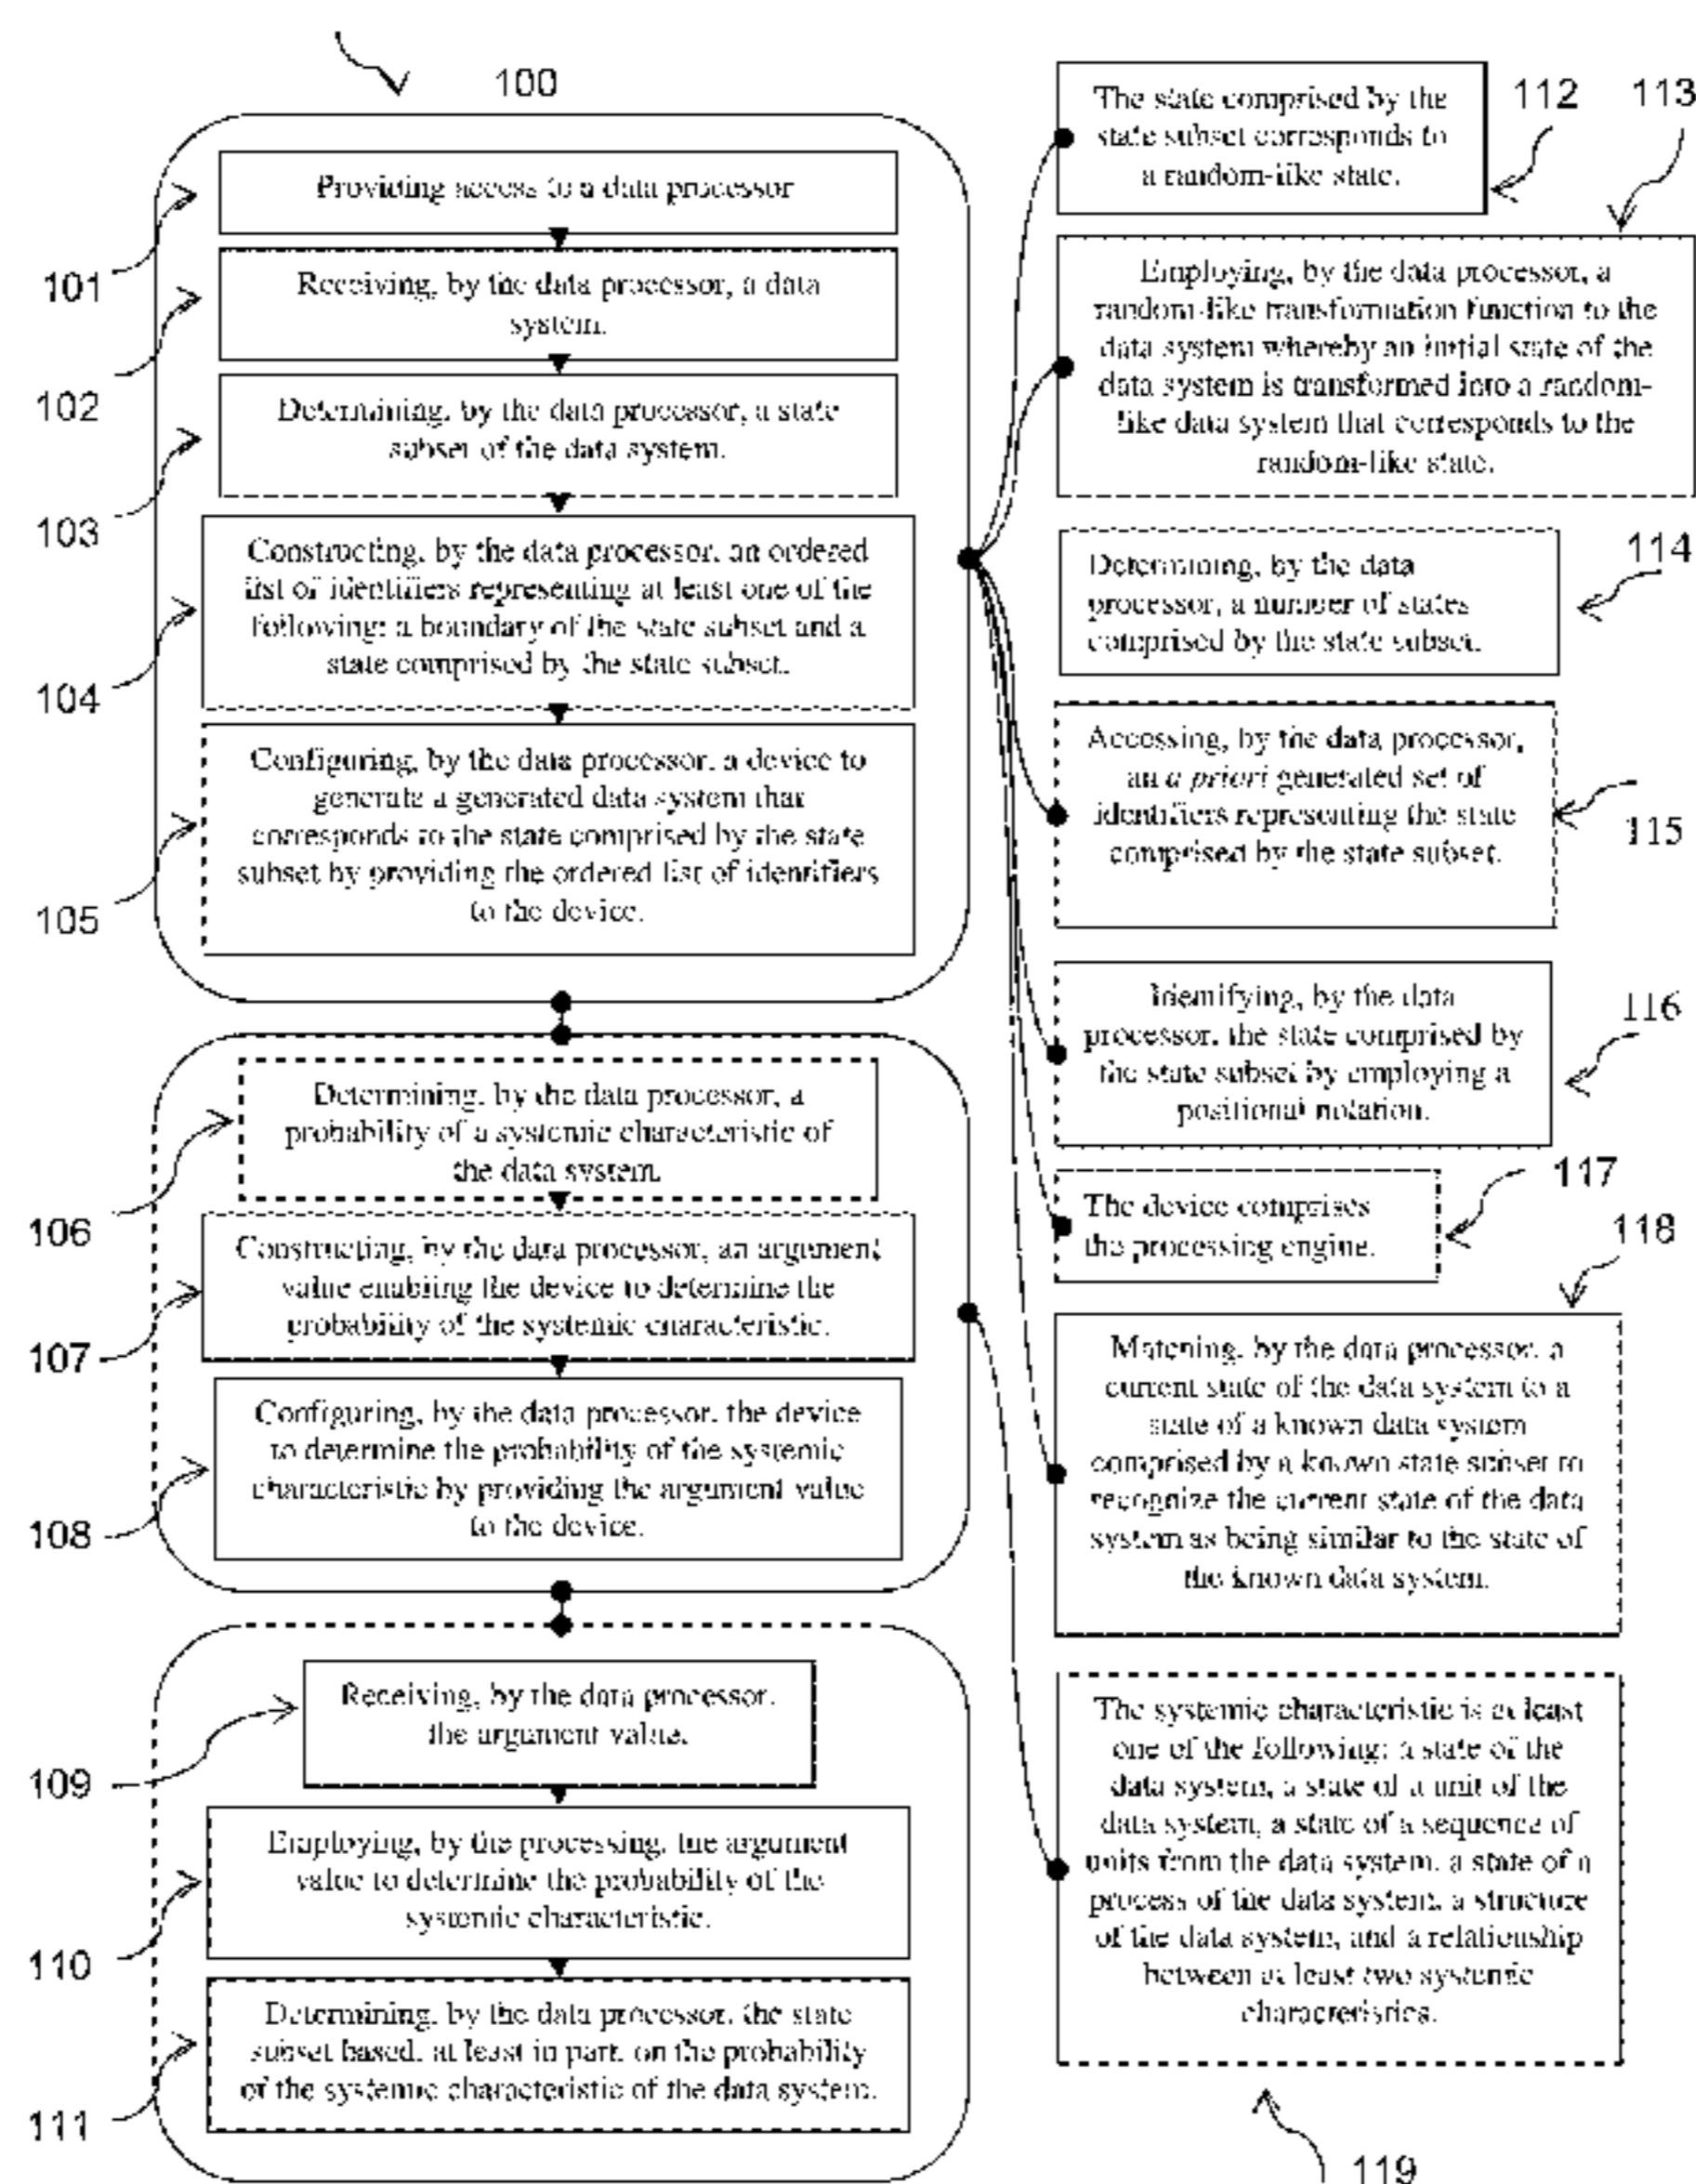 100
Providing access to a data processor
101
Receiving, by the data processor, a data
system.
102
Determining, by the data processor, a state
subset of the data system.
103
Constructing, by the data processor, an ordered
list of identifiers representing at least one of the
following: a boundary of the state subset and a
state comprised by the state subset.
104
Configuring, by the data processor, a device to
generate a generated data system that
corresponds to the state comprised by the state
subset by providing the ordered list of identifiers
to the device.
105
Determining, by the data processor, a
probability of a systemic characteristic of
the data system.
106
Constructing, by the data processor, an argument
value enabling the device to determine the
probability of the systemic characteristic.
107
Configuring, by the data processor, the device
to determine the probability of the systemic
characteristic by providing the argument value
to the device.
108
Receiving, by the data processor,
the argument value.
109
Employing, by the processing, the argument
value to determine the probability of the
systemic characteristic.
110
Determining, by the data processor, the state
subset based, at least in part, on the probability
of the systemic characteristic of the data system.
111
The state comprised by the
state subset corresponds to
a random-like state.
112
113
Employing, by the data processor, a
random-like transformation function to the
data system whereby an initial state of the
data system is transformed into a random-
like data system that corresponds to the
random-like state.
114
Determining, by the data
processor, a number of states
comprised by the state subset.
Accessing, by the data processor,
an a priori generated set of
identifiers representing the state
comprised by the state subset.
115
Identifying, by the data
processor, the state comprised by
the state subset by employing a
positional notation.
116
The device comprises
the processing engine.
117
118
Matching, by the data processor, a
current state of the data system to a
state of a known data system
comprised by a known state subset to
recognize the current state of the data
system as being similar to the state of
the known data system.
The systemic characteristic is at least
one of the following: a state of the
data system, a state of a unit of the
data system, a state of a sequence of
units from the data system, a state of a
process of the data system, a structure
of the data system, and a relationship
between at least two systemic
characteristics.
119